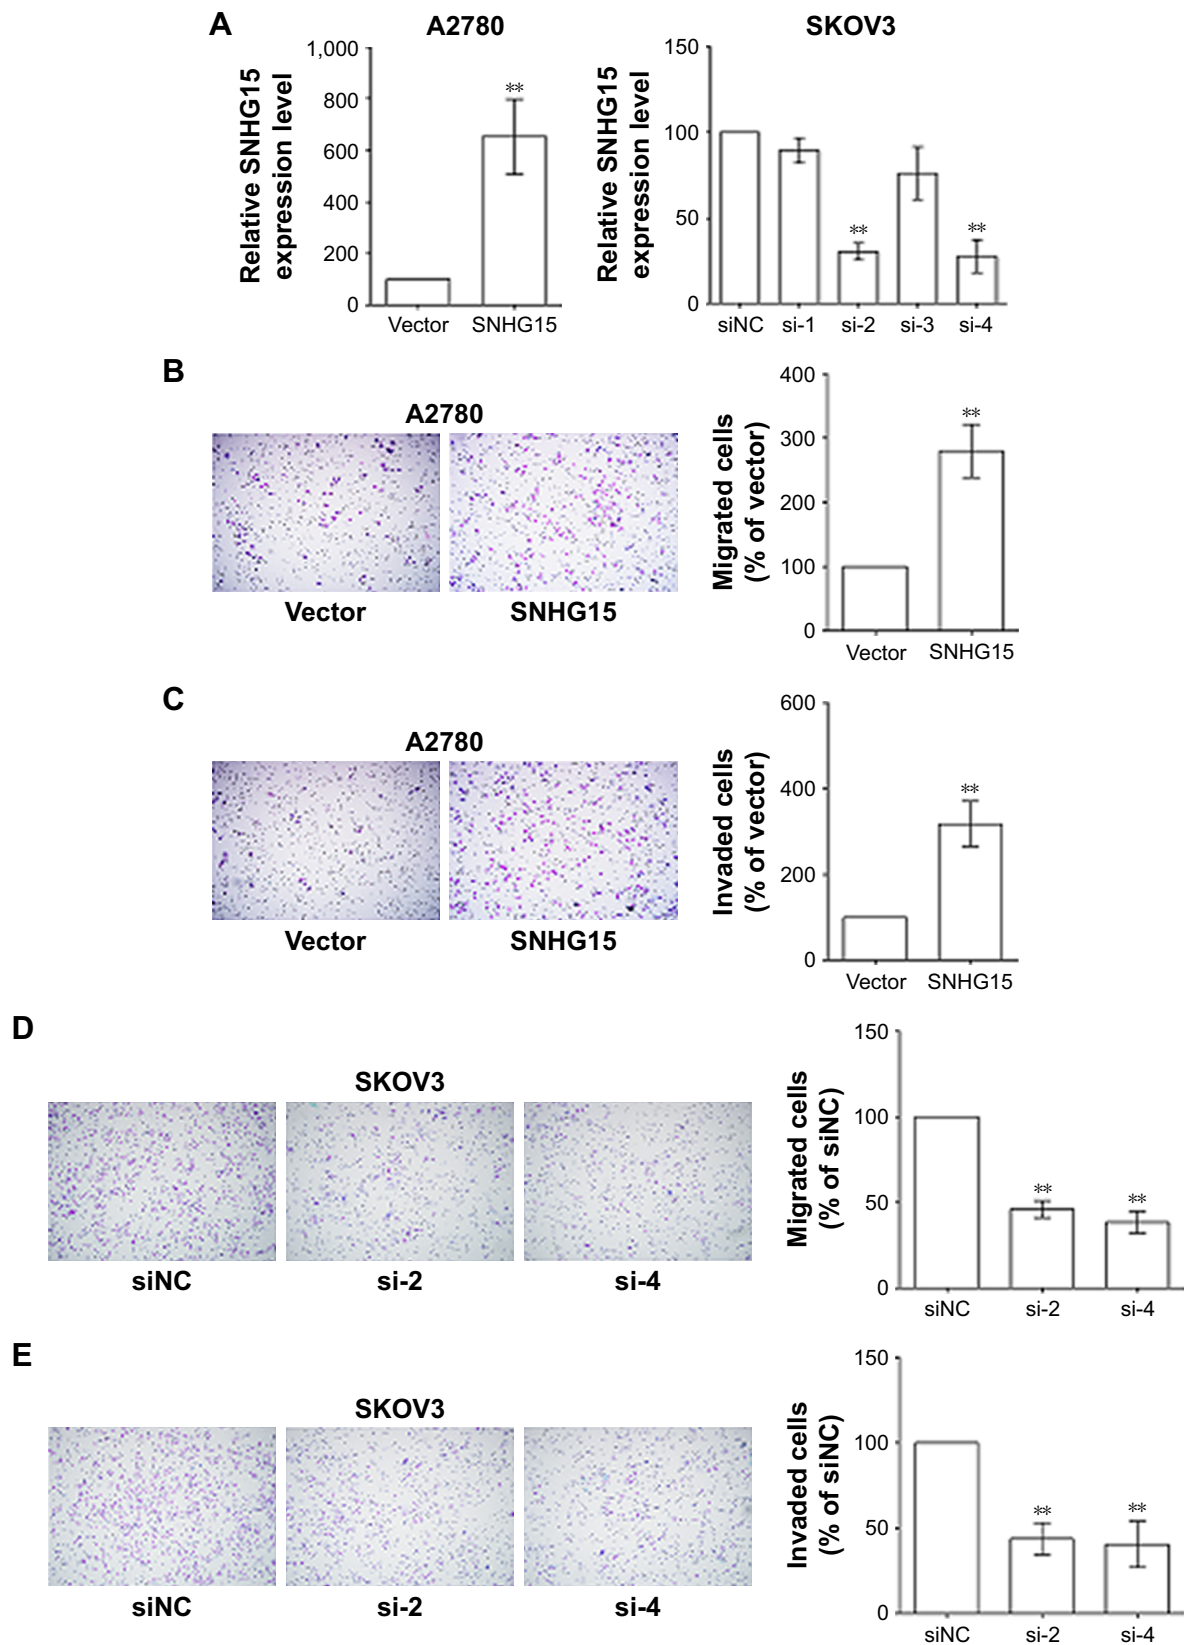 A
A2780
SKOV3
Relative SNHG15
expression level
1,000
800
600
400
200
0
**
Vector
SNHG15
Relative SNHG15
expression level
150
100
50
0
**
**
siNC
si-1
si-2
si-3
si-4
B
A2780
Vector
SNHG15
Migrated cells
(% of vector)
400
300
200
100
0
**
Vector
SNHG15
C
A2780
Vector
SNHG15
Invaded cells
(% of vector)
600
400
200
0
**
Vector
SNHG15
D
SKOV3
siNC
si-2
si-4
Migrated cells
(% of siNC)
150
100
50
0
**
**
siNC
si-2
si-4
E
SKOV3
siNC
si-2
si-4
Invaded cells
(% of siNC)
150
100
50
0
**
**
siNC
si-2
si-4